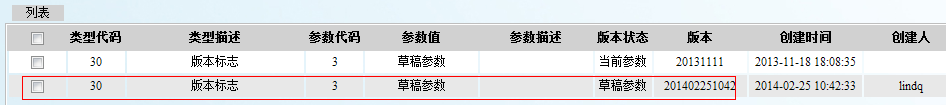 列表
类型代码 类型描述 参数代码 参数值 参数描述 版本状态 版本 创建时间 创建人
30 版本标志 3 草稿参数 当前参数 20131111 2013-11-18 18:08:35
30 版本标志 3 草稿参数 草稿参数 201402251042 2014-02-25 10:42:33 lindq